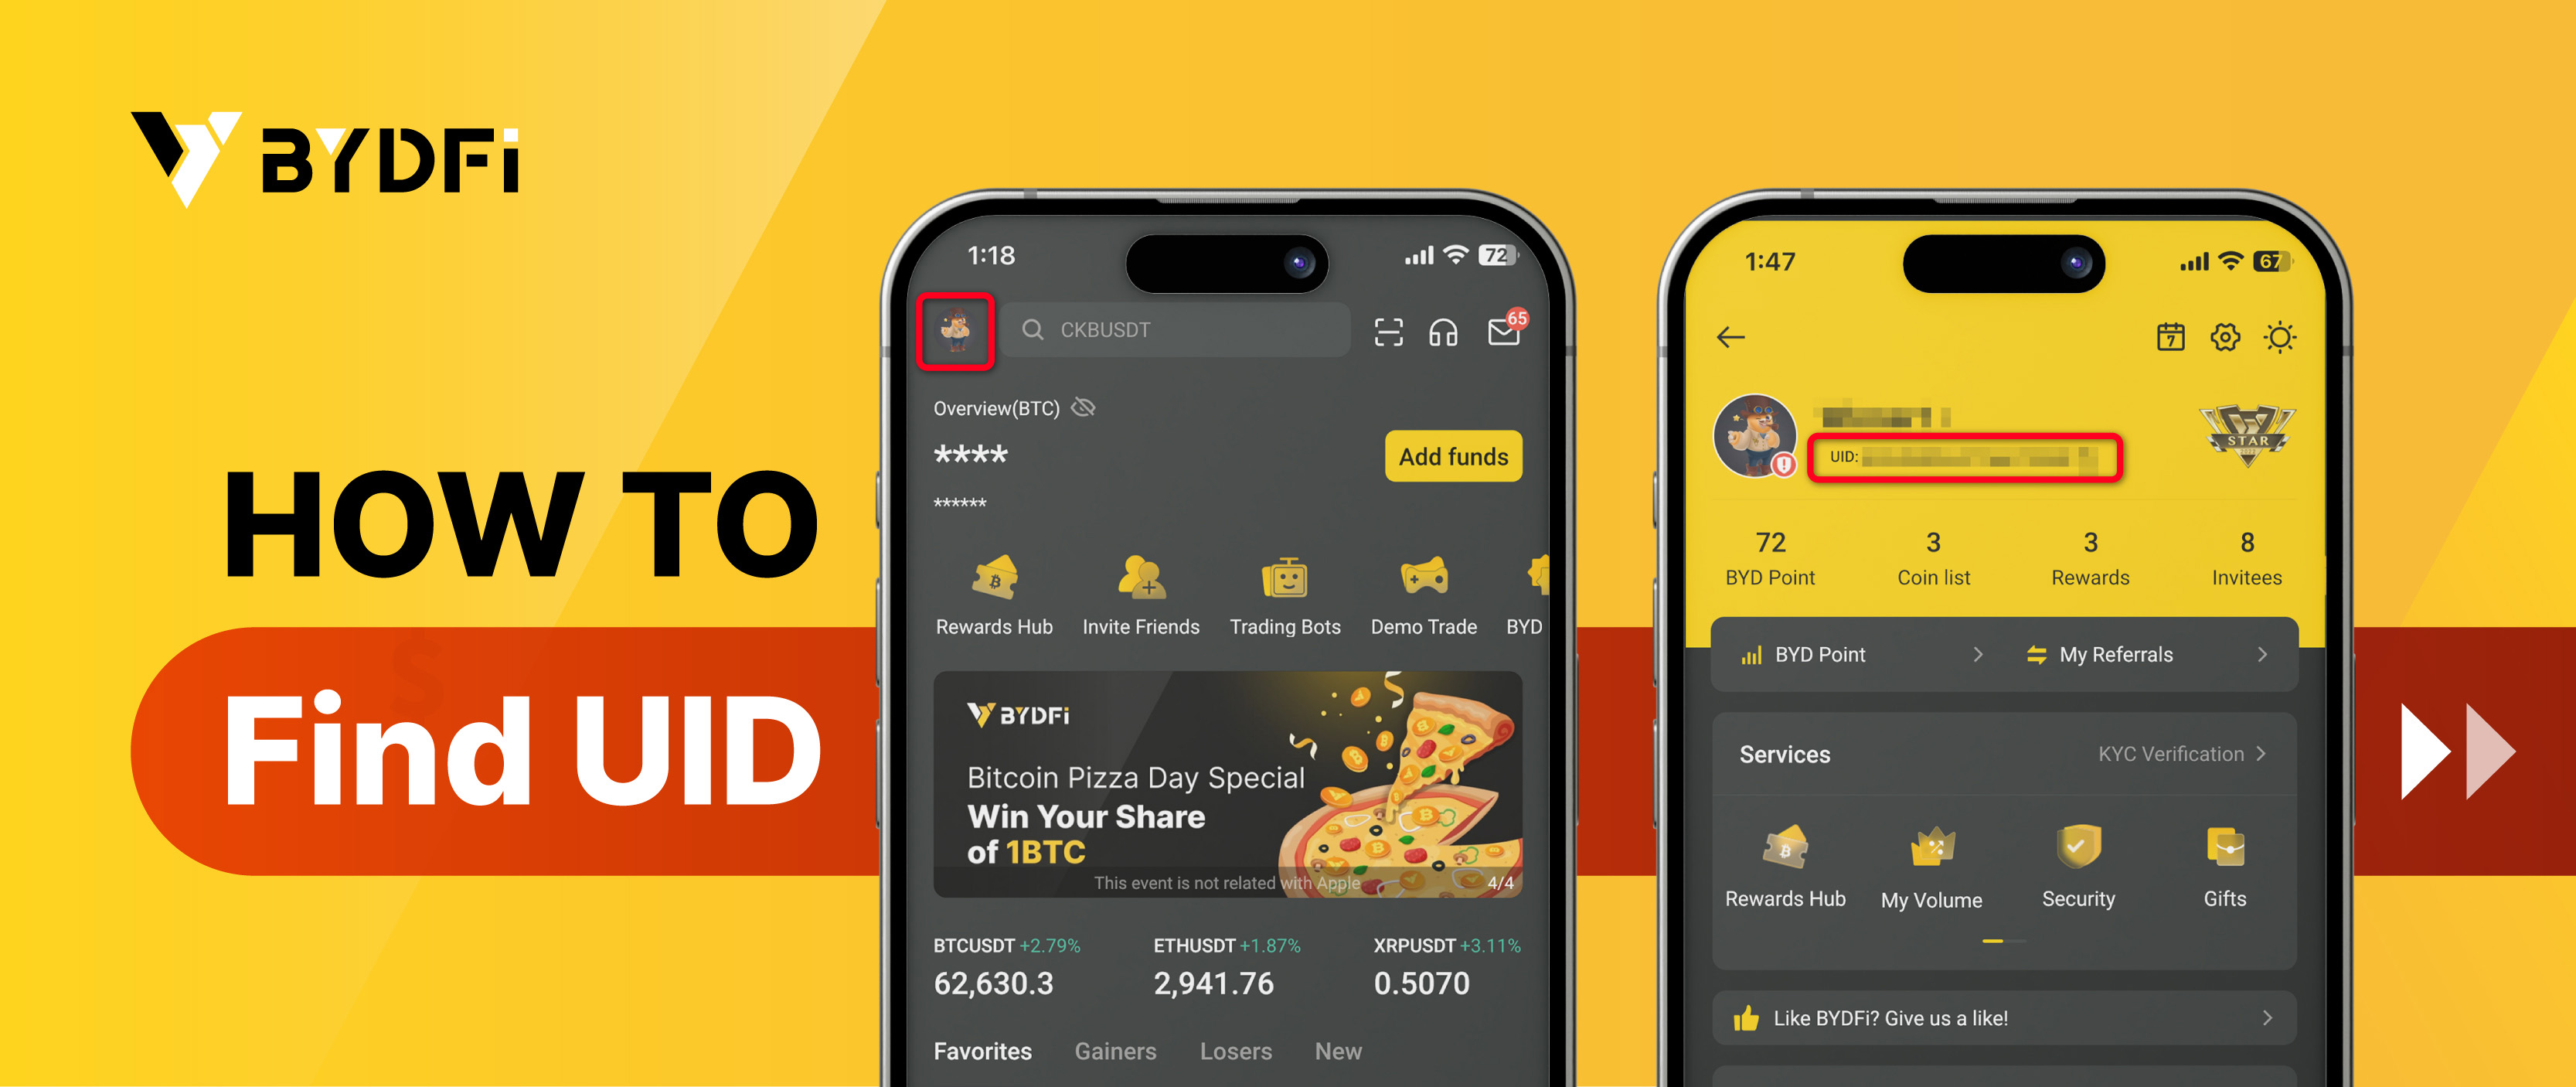 BYDFi
HOW TO
Find UID
1:18
72
CKBUSDT
65
Overview(BTC)
****
Add funds
******
Rewards Hub
Invite Friends
Trading Bots
Demo Trade
BYD
BYDFi
Bitcoin Pizza Day Special
Win Your Share
of 1BTC
This event is not related with Apple
4/4
BTCUSDT +2.79%
ETHUSDT +1.87%
XRPUSDT +3.11%
62,630.3
2,941.76
0.5070
Favorites
Gainers
Losers
New
1:47
67
7
UID:
STAR
72
3
3
8
BYD Point
Coin list
Rewards
Invitees
BYD Point
My Referrals
Services
KYC Verification
Rewards Hub
My Volume
Security
Gifts
Like BYDFi? Give us a like!